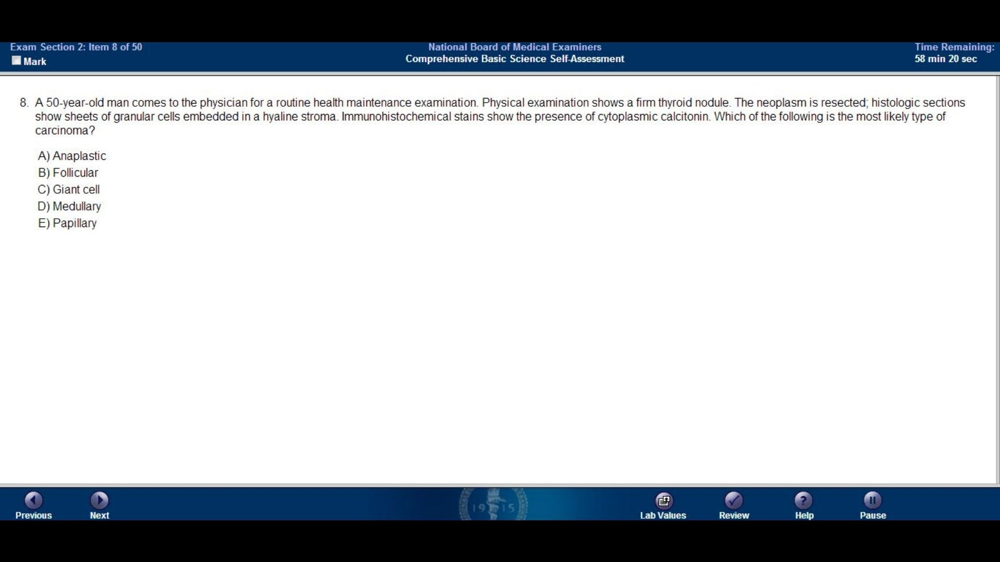 Exam Section 2: Item 8 of 50
National Board of Medical Examiners
Time Remaining:
Mark
Comprehensive Basic Science Self-Assessment
58 min 20 sec
8. A 50-year-old man comes to the physician for a routine health maintenance examination. Physical examination shows a firm thyroid nodule. The neoplasm is resected; histologic sections
show sheets of granular cells embedded in a hyaline stroma. Immunohistochemical stains show the presence of cytoplasmic calcitonin. Which of the following is the most likely type of
carcinoma?
A) Anaplastic
B) Follicular
C) Giant cell
D) Medullary
E) Papillary
1915
Previous
Next
Lab Values
Review
Help
Pause